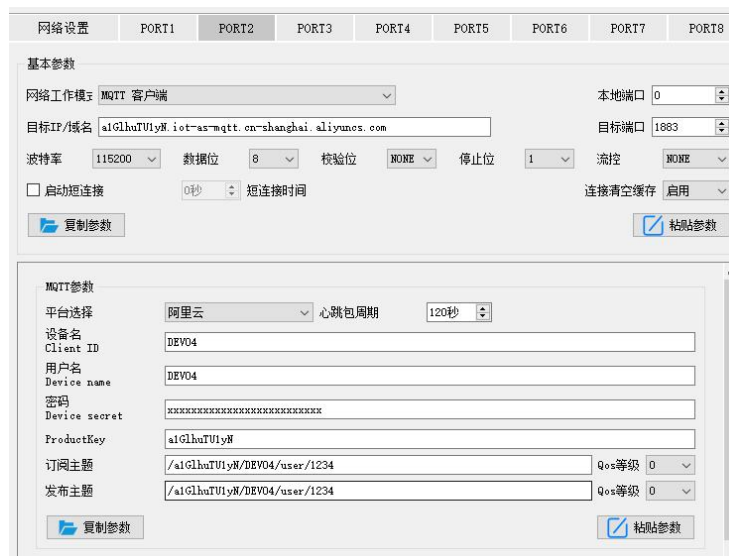 网络设置 PORT1 PORT2 PORT3 PORT4 PORT5 PORT6 PORT7 PORT8
基本参数
网络工作模式 MQTT 客户端 本地端口 0
目标IP/域名 a1GlhuTU1yN.iot-as-mqtt.cn-shanghai.aliyuncs.com 目标端口 1883
波特率 115200 数据位 8 校验位 NONE 停止位 1 流控 NONE
启动短连接 0秒 短连接时间 连接清空缓存 启用
复制参数 粘贴参数
MQTT参数
平台选择 阿里云 心跳包周期 120秒
设备名
Client ID DEV04
用户名
Device name DEV04
密码
Device secret xxxxxxxxxxxxxxxxxxxxxxxxxx
ProductKey a1GlhuTU1yN
订阅主题 /a1GlhuTU1yN/DEV04/user/1234 Qos等级 0
发布主题 /a1GlhuTU1yN/DEV04/user/1234 Qos等级 0
复制参数 粘贴参数